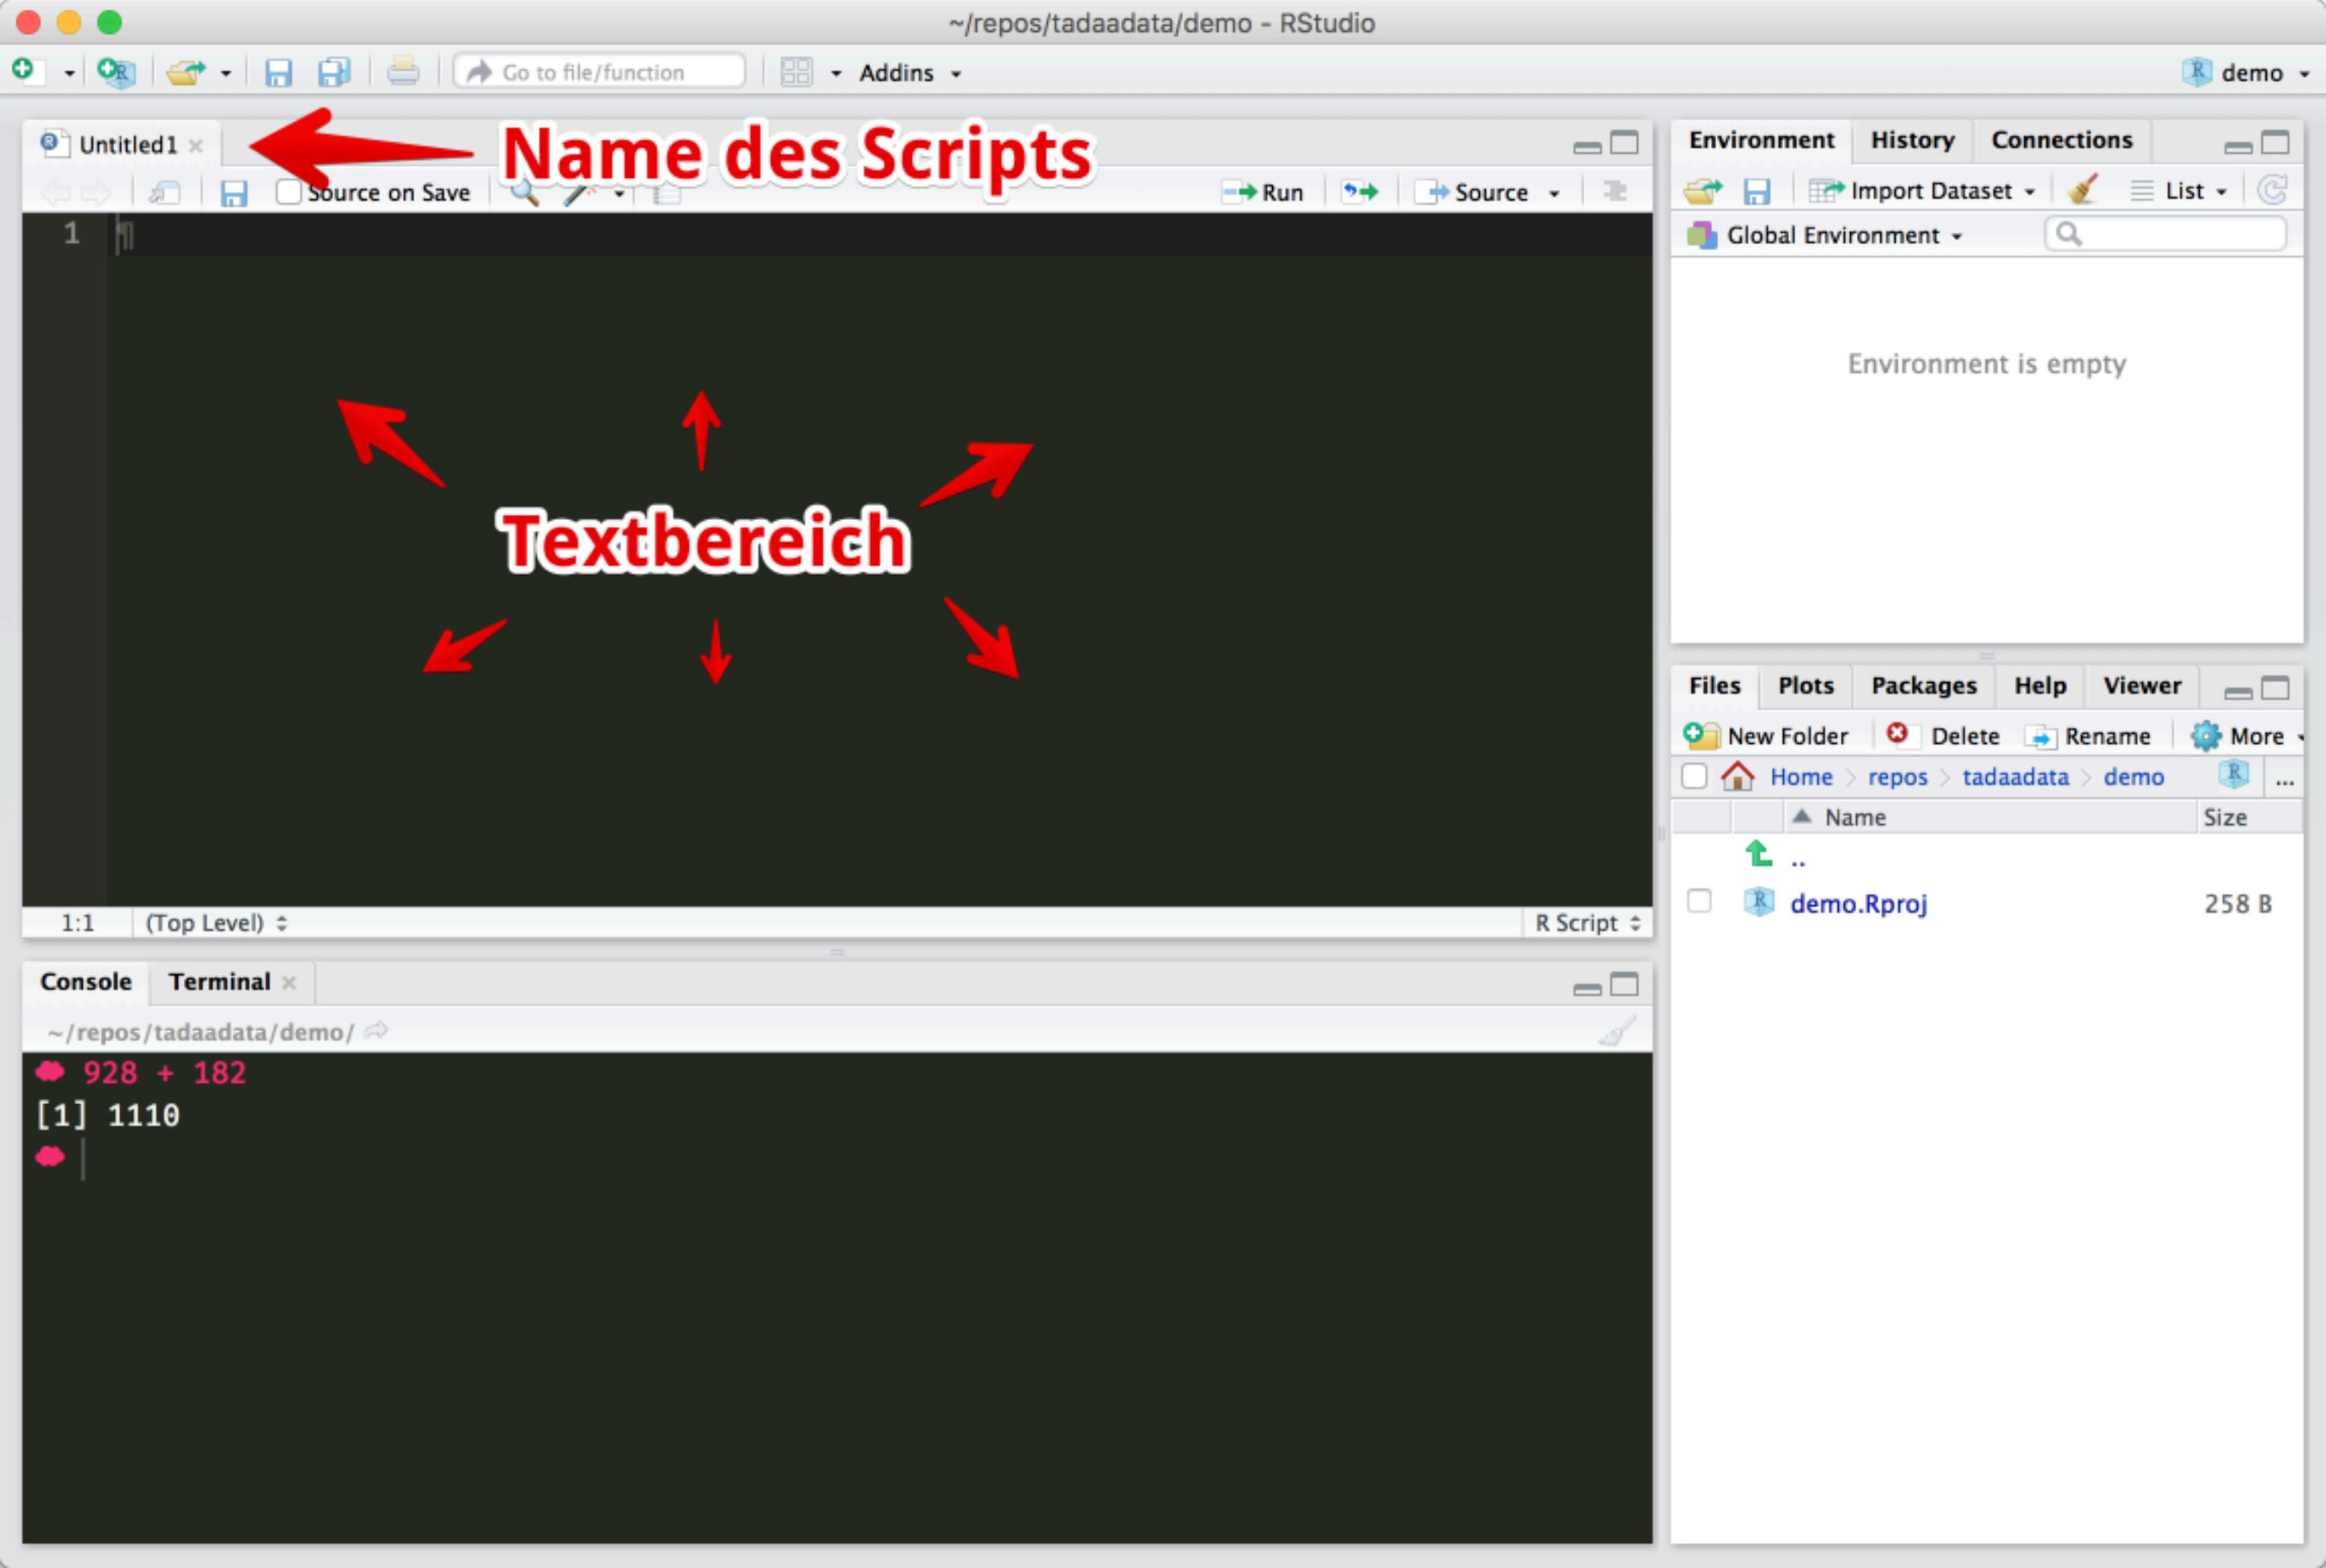 ~/repos/tadaadata/demo - RStudio
Go to file/function
Addins
demo
Untitled1
Name des Scripts
Source on Save
Run
Source
1
Textbereich
1:1
(Top Level)
R Script
Console
Terminal
~/repos/tadaadata/demo/
928 + 182
[1] 1110
Environment
History
Connections
Import Dataset
List
Global Environment
Environment is empty
Files
Plots
Packages
Help
Viewer
New Folder
Delete
Rename
More
Home
repos
tadaadata
demo
...
Name
Size
..
demo.Rproj
258 B